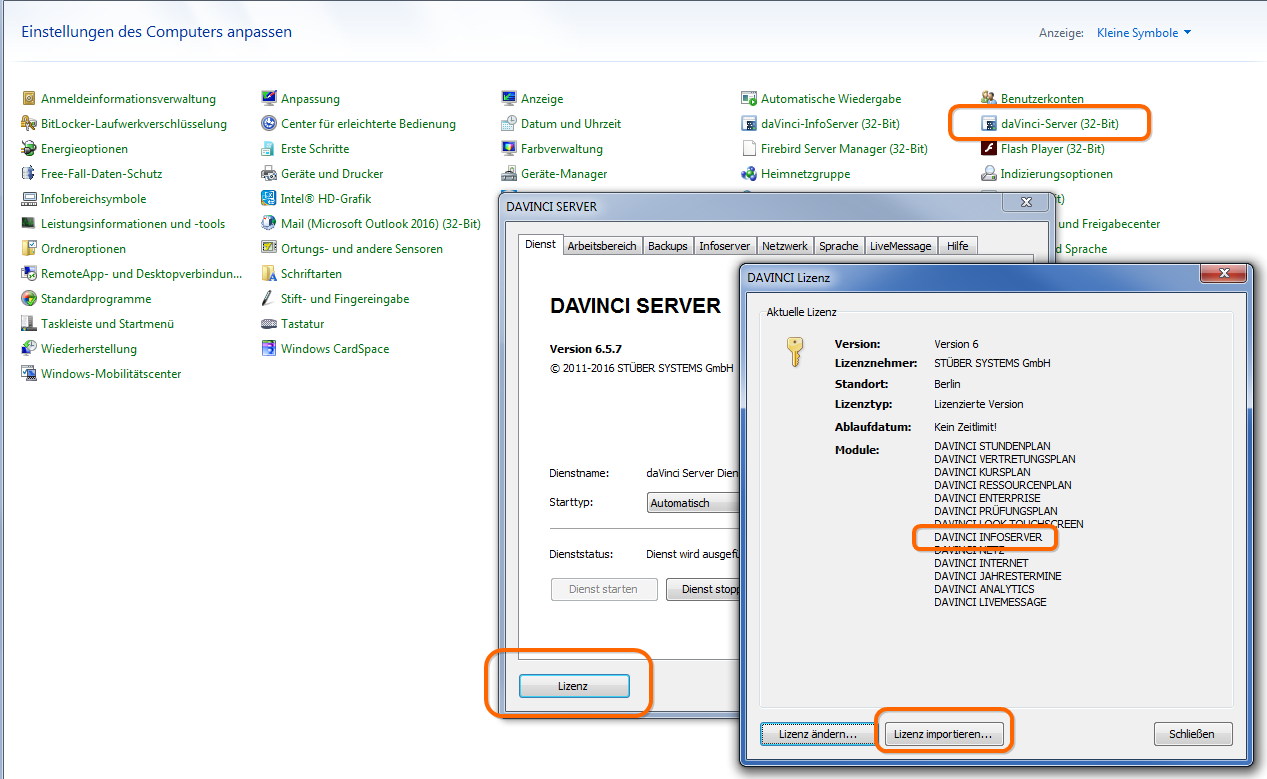 Einstellungen des Computers anpassen
Anzeige: Kleine Symbole
Anmeldeinformationsverwaltung
Anpassung
Anzeige
Automatische Wiedergabe
Benutzerkonten
BitLocker-Laufwerkverschlüsselung
Center für erleichterte Bedienung
Datum und Uhrzeit
daVinci-InfoServer (32-Bit)
daVinci-Server (32-Bit)
Energieoptionen
Erste Schritte
Farbverwaltung
Firebird Server Manager (32-Bit)
Flash Player (32-Bit)
Free-Fall-Daten-Schutz
Geräte und Drucker
Geräte-Manager
Heimnetzgruppe
Indizierungsoptionen
Infobereichsymbole
Intel® HD-Grafik
Leistungsinformationen und -tools
Mail (Microsoft Outlook 2016) (32-Bit)
und Freigabecenter
Ordneroptionen
Ortungs- und andere Sensoren
d Sprache
RemoteApp- und Desktopverbindun...
Schriftarten
Standardprogramme
Stift- und Fingereingabe
Taskleiste und Startmenü
Tastatur
Wiederherstellung
Windows CardSpace
Windows-Mobilitätscenter
DAVINCI SERVER
Dienst Arbeitsbereich Backups Infoserver Netzwerk Sprache LiveMessage Hilfe
DAVINCI SERVER
Version 6.5.7
© 2011-2016 STÜBER SYSTEMS GmbH
Dienstname: daVinci Server Dien
Starttyp: Automatisch
Dienststatus: Dienst wird ausgefü
Dienst starten Dienst stopp
Lizenz
DAVINCI Lizenz
Aktuelle Lizenz
Version: Version 6
Lizenznehmer: STÜBER SYSTEMS GmbH
Standort: Berlin
Lizenztyp: Lizenzierte Version
Ablaufdatum: Kein Zeitlimit!
Module: DAVINCI STUNDENPLAN
DAVINCI VERTRETUNGSPLAN
DAVINCI KURSPLAN
DAVINCI RESSOURCENPLAN
DAVINCI ENTERPRISE
DAVINCI PRÜFUNGSPLAN
DAVINCI LOOK TOUCHSCREEN
DAVINCI INFOSERVER
DAVINCI NETZ
DAVINCI INTERNET
DAVINCI JAHRESTERMINE
DAVINCI ANALYTICS
DAVINCI LIVEMESSAGE
Lizenz ändern... Lizenz importieren... Schließen